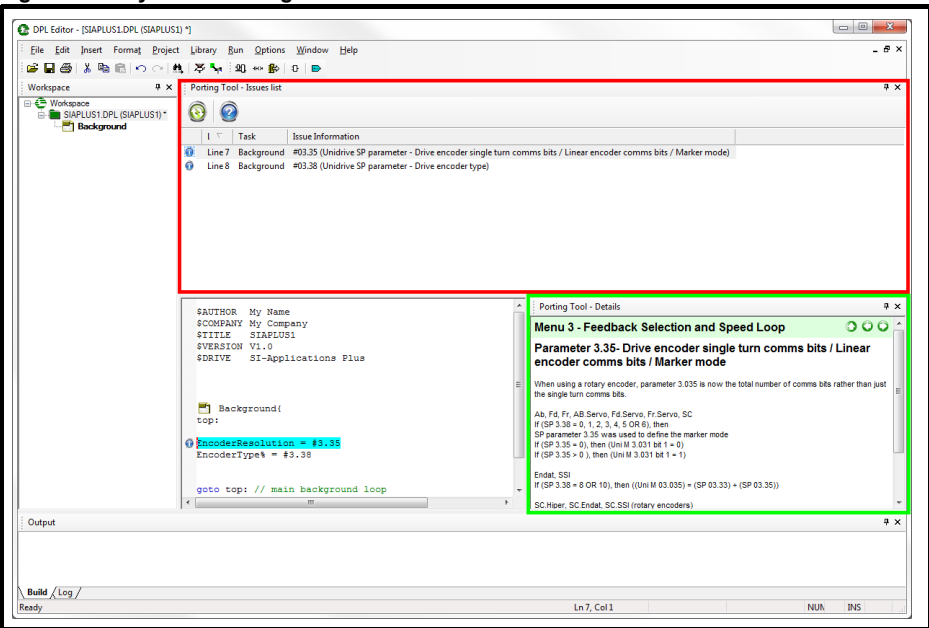 DPL Editor - [SIAPLUS1.DPL (SIAPLUS1) *]
File Edit Insert Format Project Library Run Options Window Help
Workspace
Workspace
SIAPLUS1.DPL (SIAPLUS1) *
Background
Porting Tool - Issues list
Task Issue Information
Line 7 Background #03.35 (Unidrive SP parameter - Drive encoder single turn comms bits / Linear encoder comms bits / Marker mode)
Line 8 Background #03.38 (Unidrive SP parameter - Drive encoder type)
$AUTHOR My Name
$COMPANY My Company
$TITLE SIAPLUS1
$VERSION V1.0
$DRIVE SI-Applications Plus
Background{
top:
EncoderResolution = #3.35
EncoderType% = #3.38
goto top: // main background loop
Porting Tool - Details
Menu 3 - Feedback Selection and Speed Loop
Parameter 3.35- Drive encoder single turn comms bits / Linear
encoder comms bits / Marker mode
When using a rotary encoder, parameter 3.035 is now the total number of comms bits rather than just
the single turn comms bits.
Ab, Fd, Fr, AB.Servo, Fd.Servo, Fr.Servo, SC
If (SP 3.38 = 0, 1, 2, 3, 4, 5 OR 6), then
SP parameter 3.35 was used to define the marker mode
If (SP 3.35 = 0), then (Uni M 3.031 bit 1 = 0)
If (SP 3.35 > 0 ), then (Uni M 3.031 bit 1 = 1)
Endat, SSI
If (SP 3.38 = 8 OR 10), then ((Uni M 03.035) = (SP 03.33) + (SP 03.35))
SC.Hiper, SC.Endat, SC.SSI (rotary encoders)
Output
Build Log
Ready
Ln 7, Col 1
NUM INS